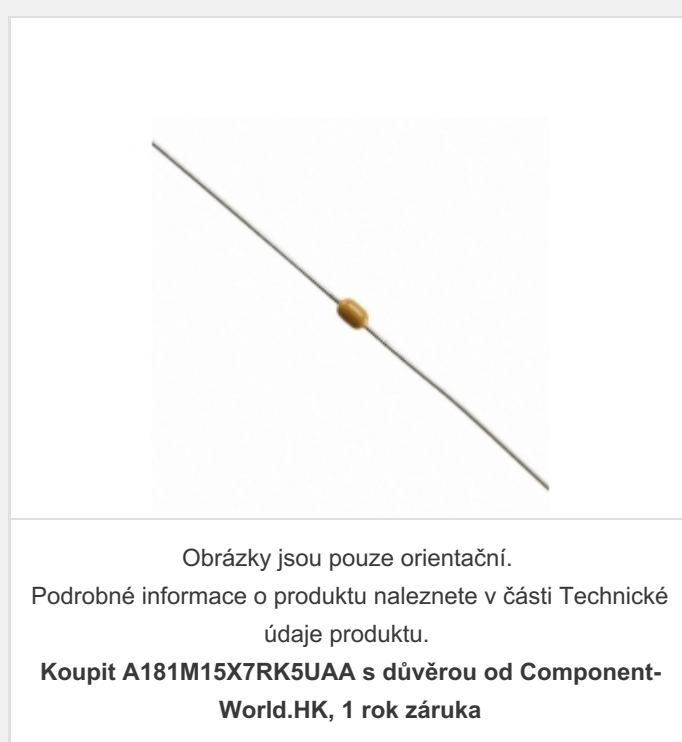 Obrázky jsou pouze orientační.
Podrobné informace o produktu naleznete v části Technické
údaje produktu.
Koupit A181M15X7RK5UAA s důvěrou od Component-
World.HK, 1 rok záruka